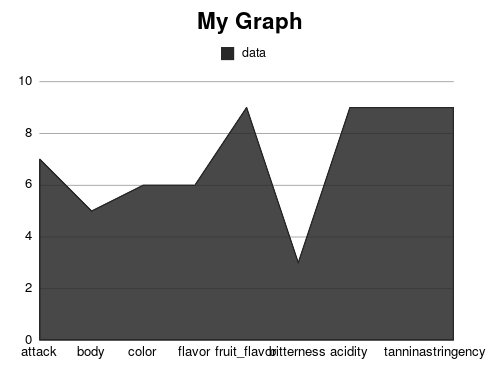 My Graph
data
10
8
6
4
2
0
attack body color flavor fruit_flavor bitterness acidity tannin astringency